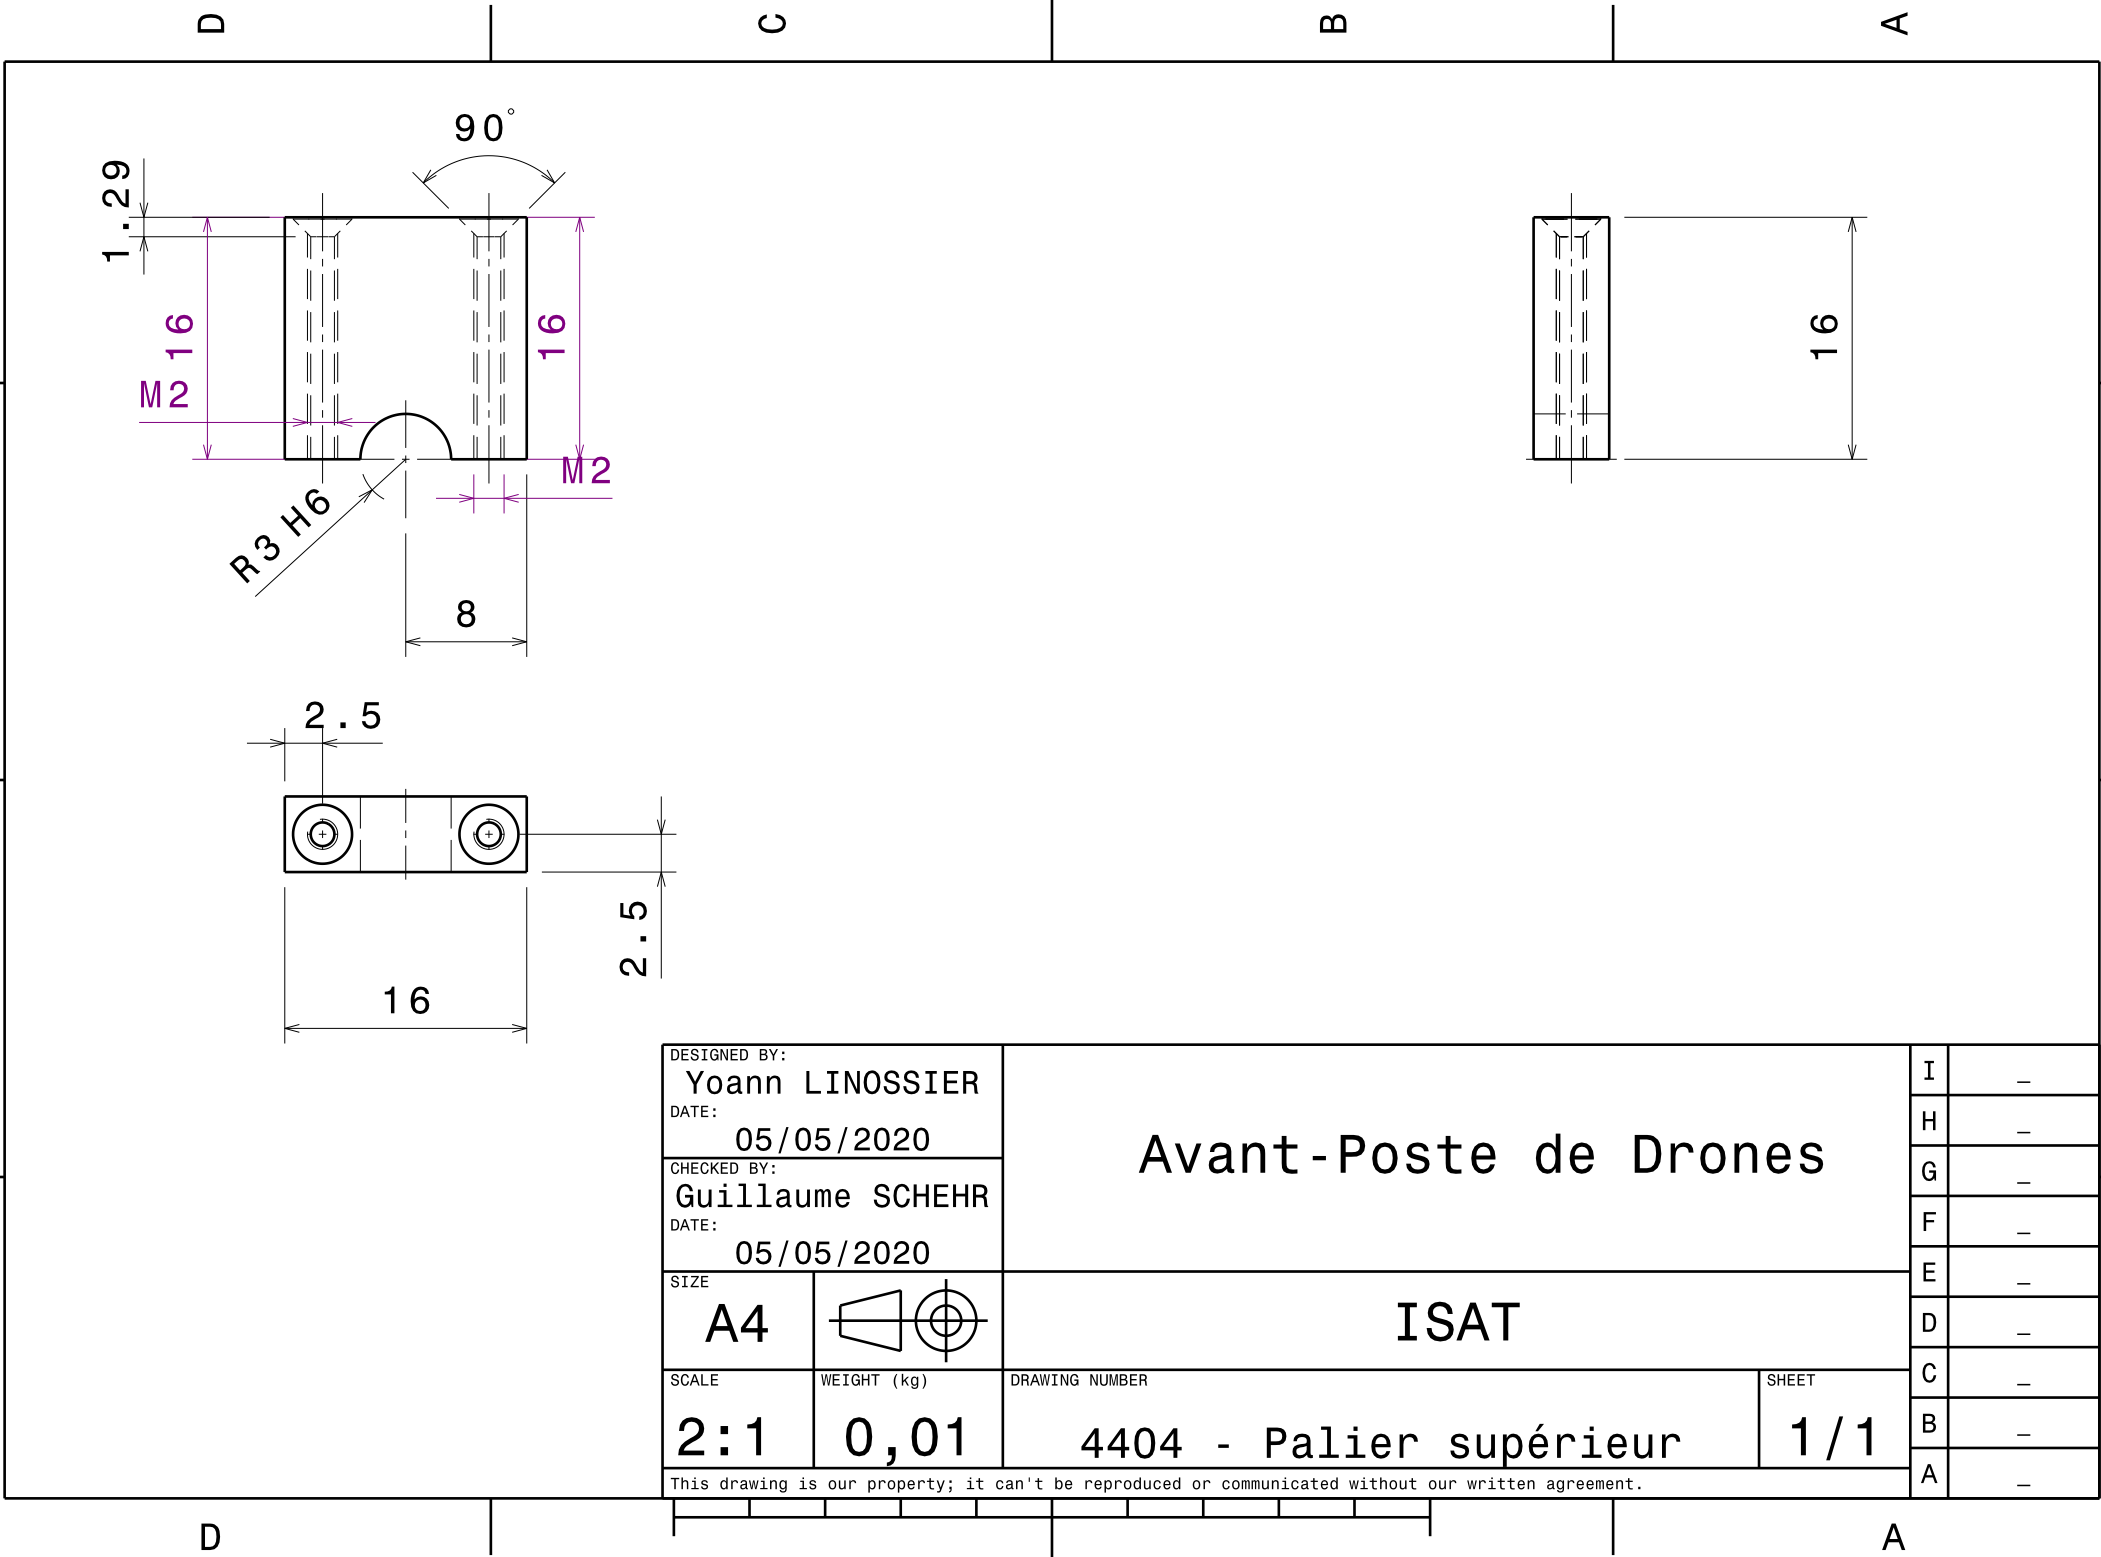 D
C
B
A
90°
1.29
16
16
16
M2
M2
R3 H6
8
2.5
2.5
16
DESIGNED BY:
Yoann LINOSSIER
DATE:
05/05/2020
CHECKED BY:
Guillaume SCHEHR
DATE:
05/05/2020
SIZE
A4
SCALE
2:1
WEIGHT (kg)
0,01
Avant-Poste de Drones
ISAT
DRAWING NUMBER
4404 - Palier supérieur
SHEET
1/1
This drawing is our property; it can't be reproduced or communicated without our written agreement.
I _
H _
G _
F _
E _
D _
C _
B _
A _
D
A